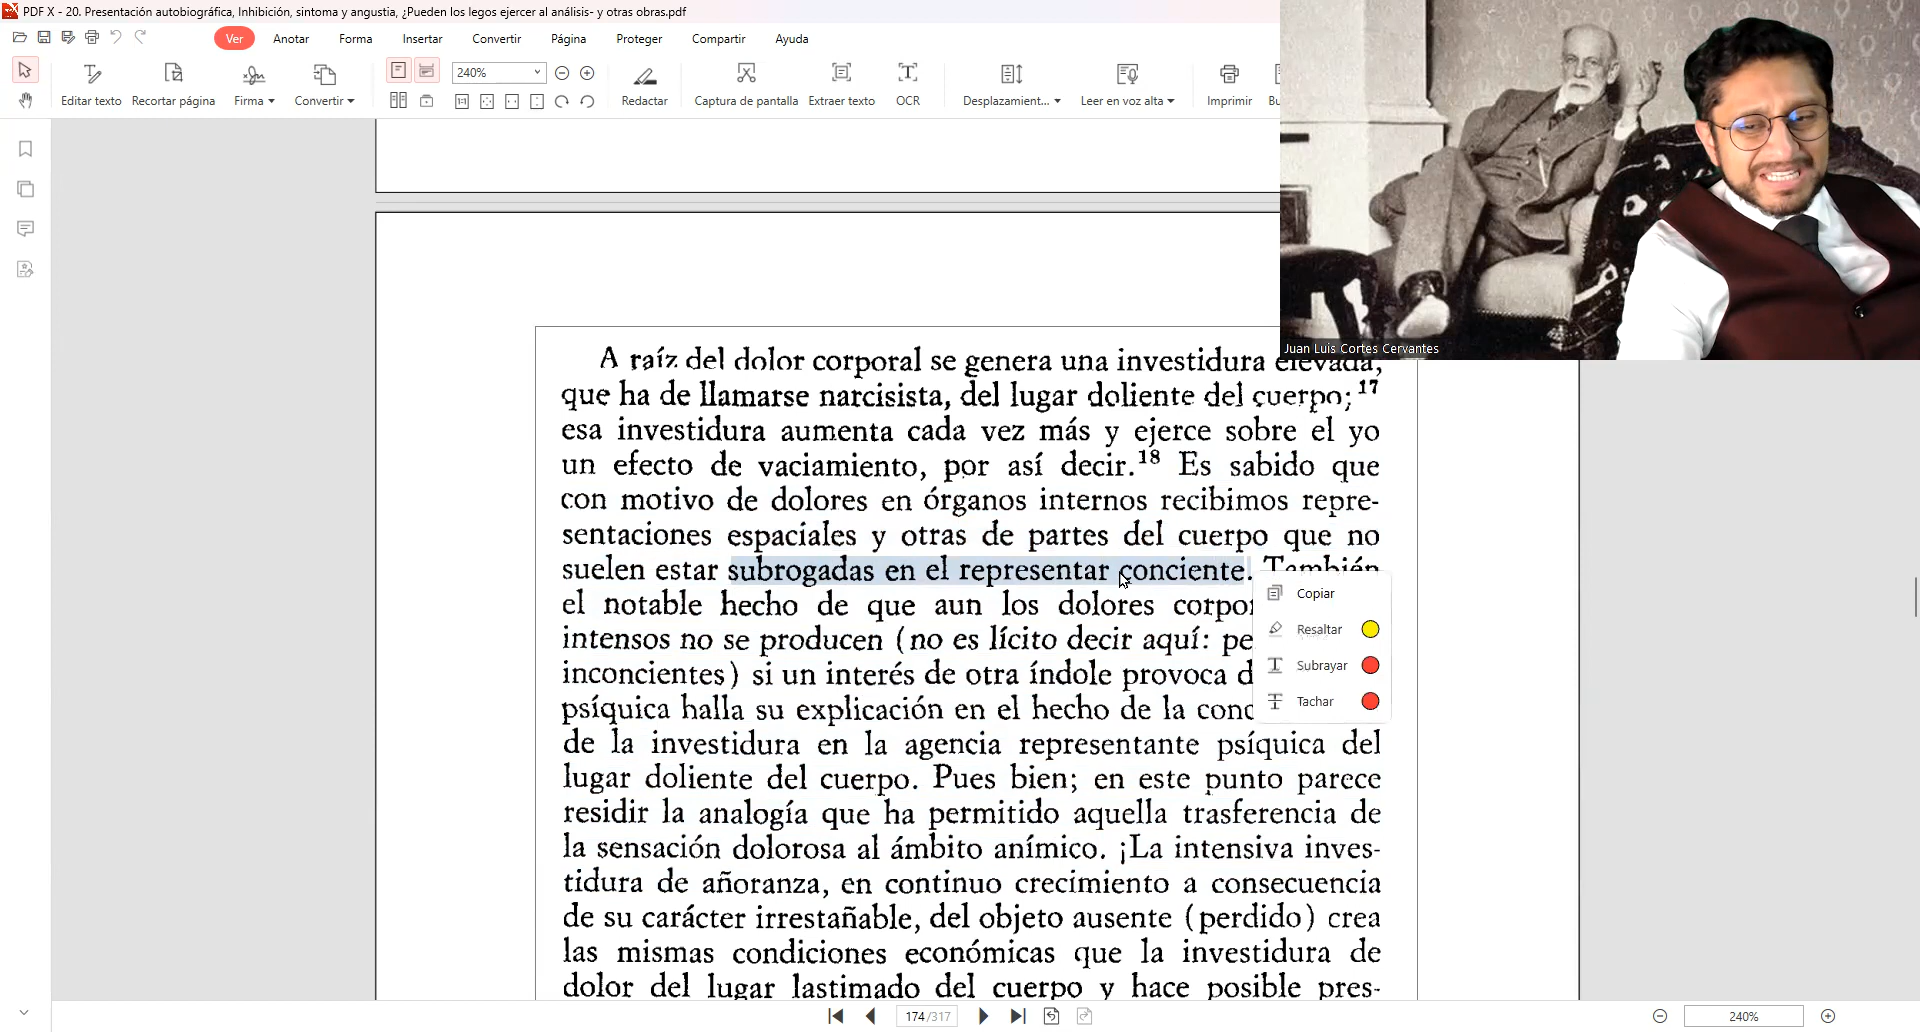 PDF X - 20. Presentación autobiográfica, Inhibición, sintoma y angustia, ¿Pueden los legos ejercer al análisis- y otras obras.pdf
Ver Anotar Forma Insertar Convertir Página Proteger Compartir Ayuda
240%
Editar texto Recortar página Firma Convertir Redactar Captura de pantalla Extraer texto OCR Desplazamient... Leer en voz alta Imprimir Bu
Juan Luis Cortes Cervantes
A raíz del dolor corporal se genera una investidura elevada,
que ha de llamarse narcisista, del lugar doliente del cuerpo;17
esa investidura aumenta cada vez más y ejerce sobre el yo
un efecto de vaciamiento, por así decir.18 Es sabido que
con motivo de dolores en órganos internos recibimos repre-
sentaciones espaciales y otras de partes del cuerpo que no
suelen estar subrogadas en el representar conciente. También
el notable hecho de que aun los dolores corpor
intensos no se producen (no es lícito decir aquí: pe
inconcientes) si un interés de otra índole provoca d
psíquica halla su explicación en el hecho de la conc
de la investidura en la agencia representante psíquica del
lugar doliente del cuerpo. Pues bien; en este punto parece
residir la analogía que ha permitido aquella trasferencia de
la sensación dolorosa al ámbito anímico. ¡La intensiva inves-
tidura de añoranza, en continuo crecimiento a consecuencia
de su carácter irrestañable, del objeto ausente (perdido) crea
las mismas condiciones económicas que la investidura de
dolor del lugar lastimado del cuerpo y hace posible pres-
Copiar
Resaltar
Subrayar
Tachar
174/317
240%